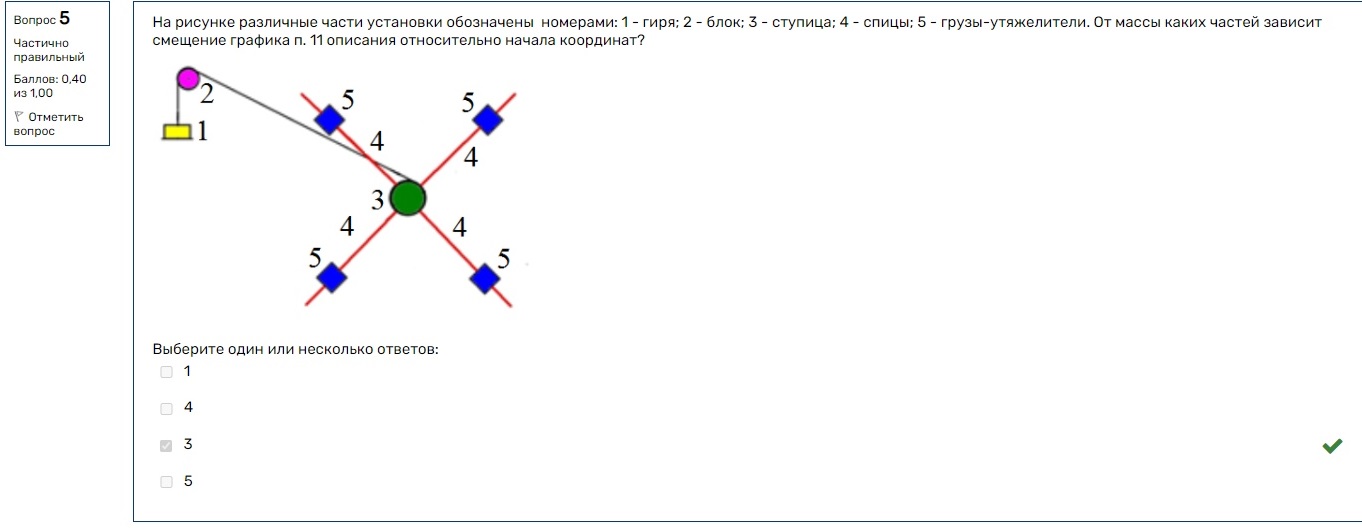 Вопрос 5
Частично
правильный
Баллов: 0,40
из 1,00
Отметить
вопрос
На рисунке различные части установки обозначены номерами: 1 - гиря; 2 - блок; 3 - ступица; 4 - спицы; 5 - грузы-утяжелители. От массы каких частей зависит
смещение графика п. 11 описания относительно начала координат?
2
1
5
5
4
4
3
4
4
5
5
Выберите один или несколько ответов:
1
4
3
5